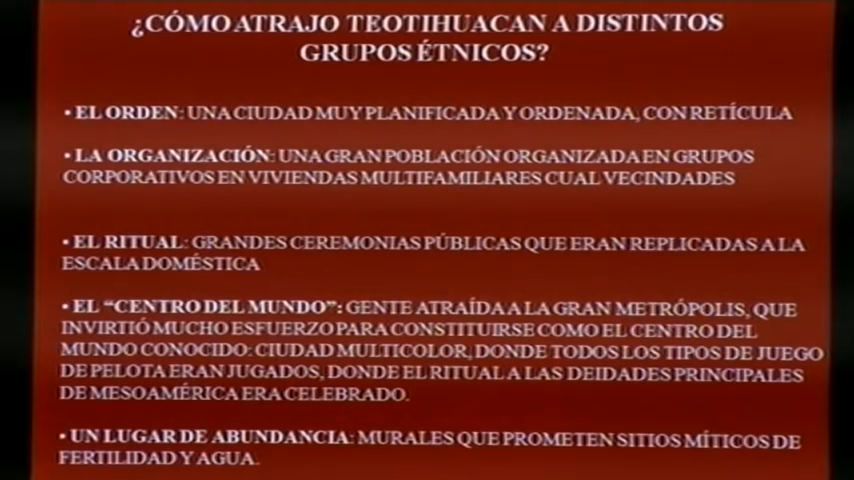 ¿CÓMO ATRAJO TEOTIHUACAN A DISTINTOS
GRUPOS ÉTNICOS?
• EL ORDEN: UNA CIUDAD MUY PLANIFICADA Y ORDENADA, CON RETÍCULA
• LA ORGANIZACIÓN: UNA GRAN POBLACIÓN ORGANIZADA EN GRUPOS
CORPORATIVOS EN VIVIENDAS MULTIFAMILIARES CUAL VECINDADES
• EL RITUAL: GRANDES CEREMONIAS PÚBLICAS QUE ERAN REPLICADAS A LA
ESCALA DOMÉSTICA
• EL “CENTRO DEL MUNDO”: GENTE ATRAÍDA A LA GRAN METRÓPOLIS, QUE
INVIRTIÓ MUCHO ESFUERZO PARA CONSTITUIRSE COMO EL CENTRO DEL
MUNDO CONOCIDO: CIUDAD MULTICOLOR, DONDE TODOS LOS TIPOS DE JUEGO
DE PELOTA ERAN JUGADOS, DONDE EL RITUAL A LAS DEIDADES PRINCIPALES
DE MESOAMÉRICA ERA CELEBRADO.
• UN LUGAR DE ABUNDANCIA: MURALES QUE PROMETEN SITIOS MÍTICOS DE
FERTILIDAD Y AGUA.